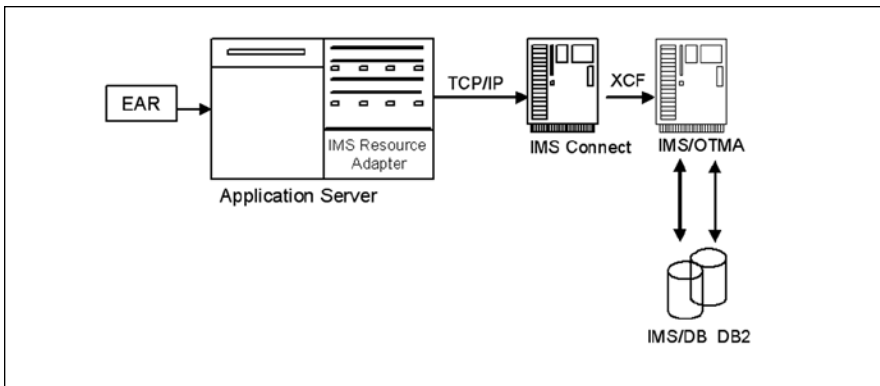 EAR
IMS Resource
Adapter
Application Server
TCP/IP
IMS Connect
XCF
IMS/OTMA
IMS/DB DB2